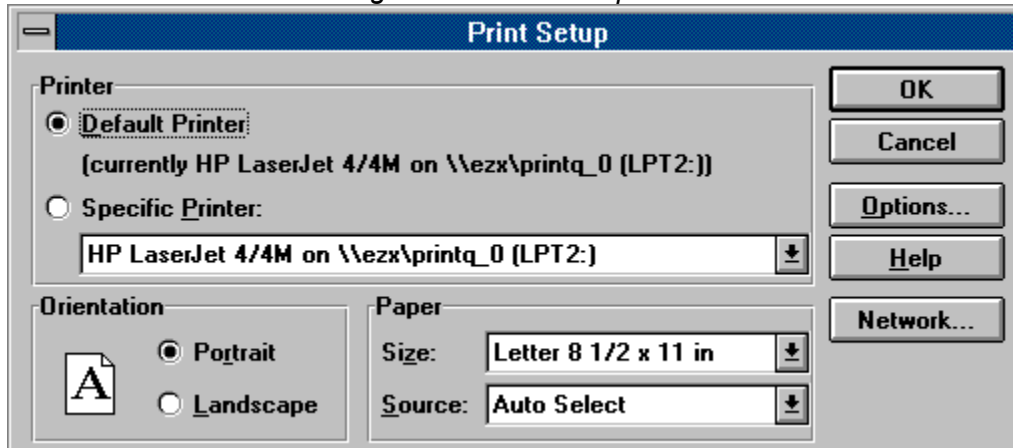 Print Setup
Printer
Default Printer
(currently HP LaserJet 4/4M on \\ezx\printq_0 (LPT2:))
Specific Printer:
HP LaserJet 4/4M on \\ezx\printq_0 (LPT2:)
OK
Cancel
Options...
Help
Network...
Orientation
A
Portrait
Landscape
Paper
Size: Letter 8 1/2 x 11 in
Source: Auto Select